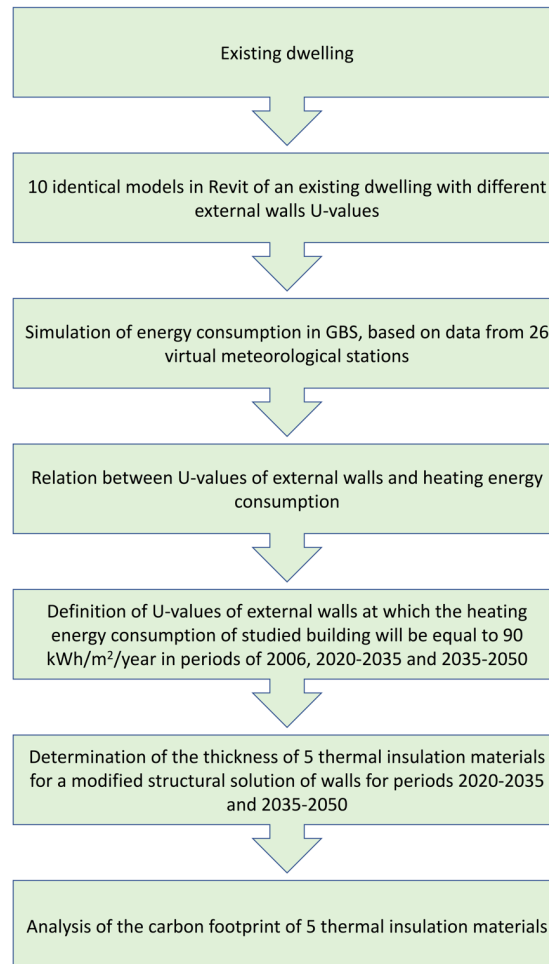 Existing dwelling
10 identical models in Revit of an existing dwelling with different
external walls U-values
Simulation of energy consumption in GBS, based on data from 26
virtual meteorological stations
Relation between U-values of external walls and heating energy
consumption
Definition of U-values of external walls at which the heating
energy consumption of studied building will be equal to 90
kWh/m²/year in periods of 2006, 2020-2035 and 2035-2050
Determination of the thickness of 5 thermal insulation materials
for a modified structural solution of walls for periods 2020-2035
and 2035-2050
Analysis of the carbon footprint of 5 thermal insulation materials